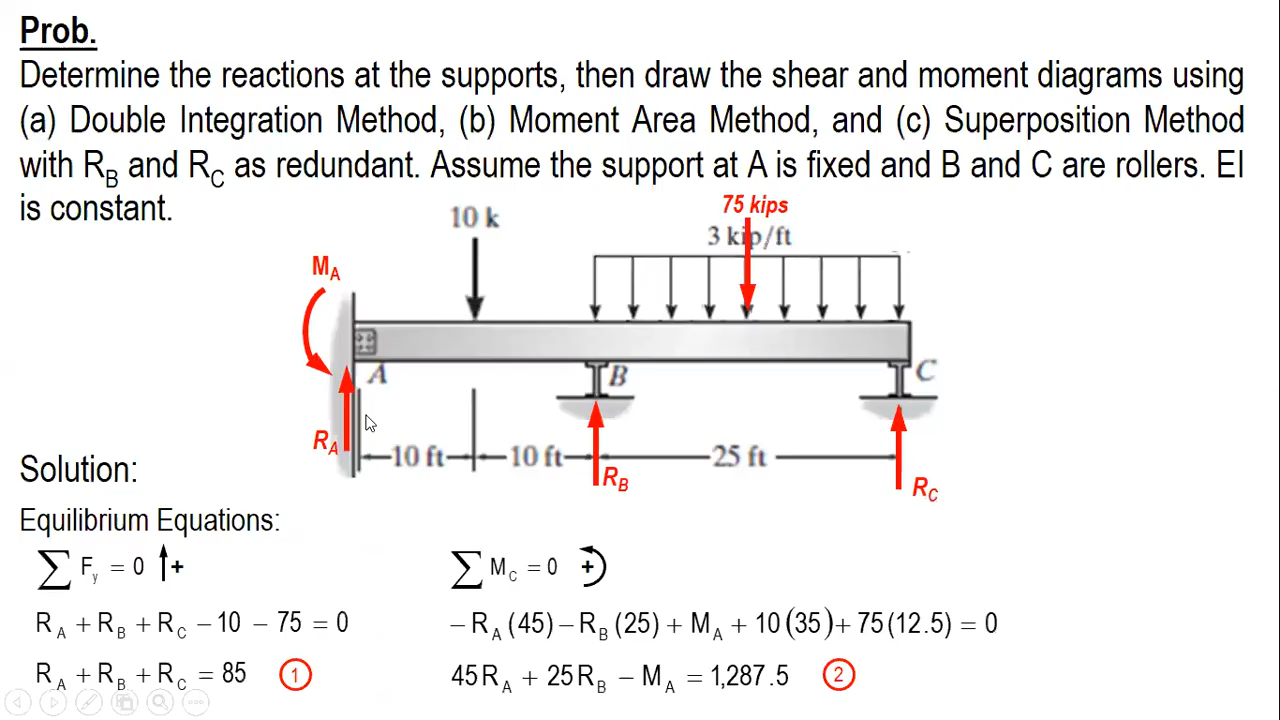 Prob.
Determine the reactions at the supports, then draw the shear and moment diagrams using
(a) Double Integration Method, (b) Moment Area Method, and (c) Superposition Method
with R_B and R_C as redundant. Assume the support at A is fixed and B and C are rollers. EI
is constant.
75 kips
10 k
3 kip/ft
M_A
A
B
C
R_A
10 ft
10 ft
25 ft
R_B
R_C
Solution:
Equilibrium Equations:
∑ F_y = 0 ↑+
∑ M_C = 0 +
R_A + R_B + R_C − 10 − 75 = 0
− R_A (45) − R_B (25) + M_A + 10 (35) + 75 (12.5) = 0
R_A + R_B + R_C = 85 ①
45 R_A + 25 R_B − M_A = 1,287.5 ②